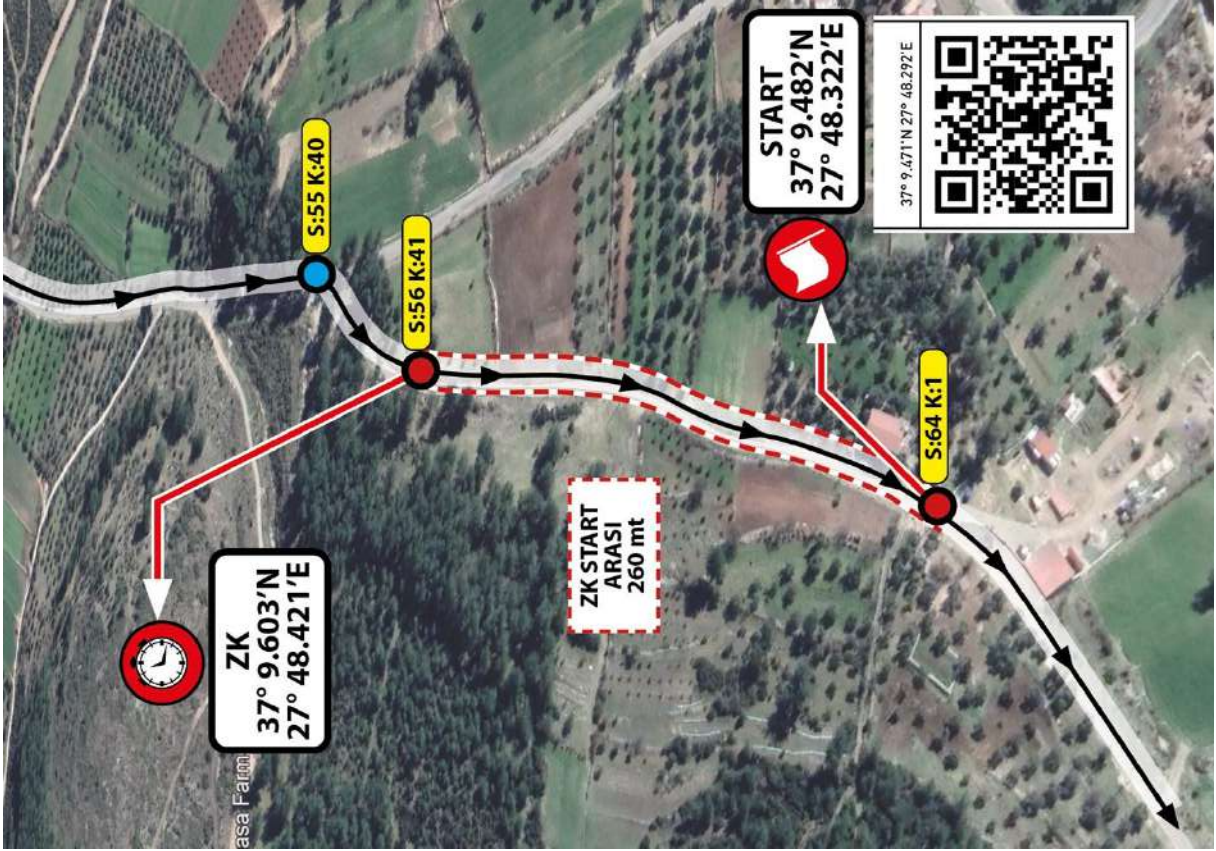 S:55 K:40
S:56 K:41
ZK
37° 9.603'N
27° 48.421'E
ZK START
ARASI
260 mt
START
37° 9.482'N
27° 48.322'E
S:64 K:1
37° 9.471'N 27° 48.292'E
asa Farm